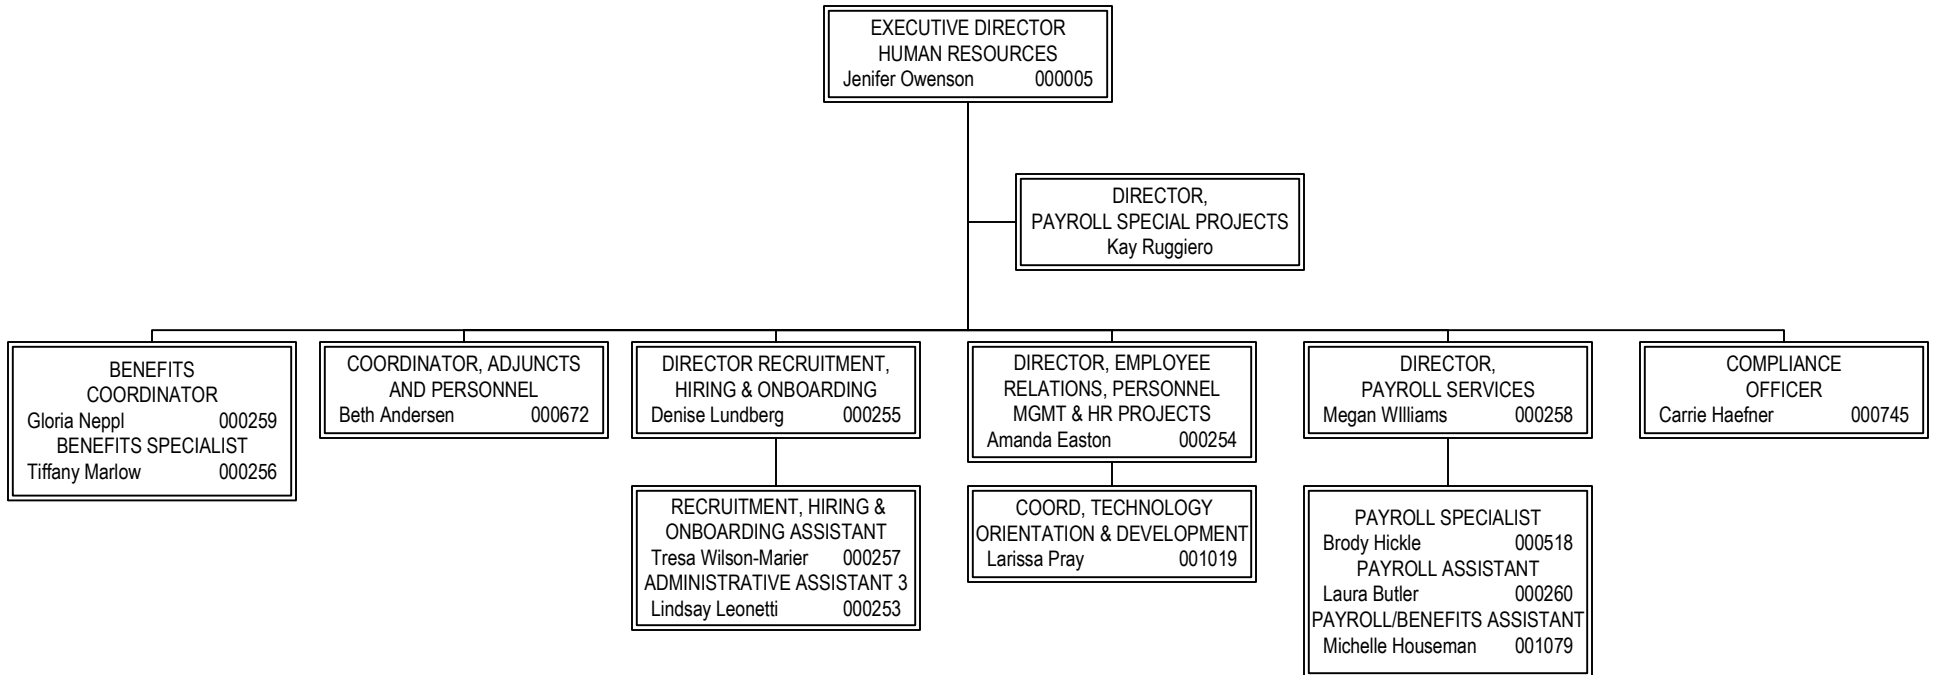 EXECUTIVE DIRECTOR
HUMAN RESOURCES
Jenifer Owenson 000005
DIRECTOR,
PAYROLL SPECIAL PROJECTS
Kay Ruggiero
BENEFITS
COORDINATOR
Gloria Neppl 000259
BENEFITS SPECIALIST
Tiffany Marlow 000256
COORDINATOR, ADJUNCTS
AND PERSONNEL
Beth Andersen 000672
DIRECTOR RECRUITMENT,
HIRING & ONBOARDING
Denise Lundberg 000255
DIRECTOR, EMPLOYEE
RELATIONS, PERSONNEL
MGMT & HR PROJECTS
Amanda Easton 000254
DIRECTOR,
PAYROLL SERVICES
Megan WIlliams 000258
COMPLIANCE
OFFICER
Carrie Haefner 000745
RECRUITMENT, HIRING &
ONBOARDING ASSISTANT
Tresa Wilson-Marier 000257
ADMINISTRATIVE ASSISTANT 3
Lindsay Leonetti 000253
COORD, TECHNOLOGY
ORIENTATION & DEVELOPMENT
Larissa Pray 001019
PAYROLL SPECIALIST
Brody Hickle 000518
PAYROLL ASSISTANT
Laura Butler 000260
PAYROLL/BENEFITS ASSISTANT
Michelle Houseman 001079